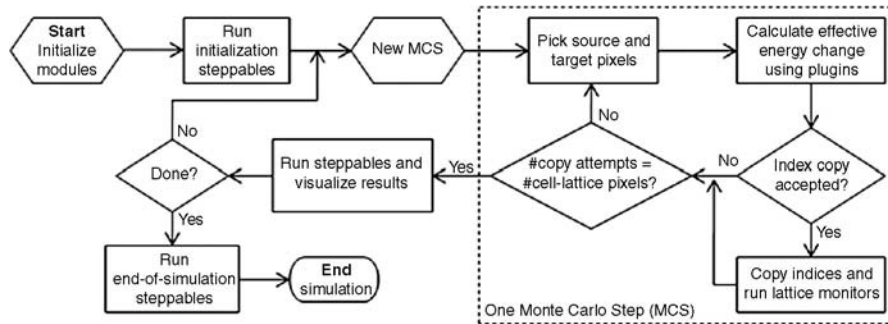 Start
Initialize
modules
Run
initialization
steppables
New MCS
Pick source and
target pixels
Calculate effective
energy change
using plugins
No
No
Done?
Run steppables and
visualize results
Yes
#copy attempts =
#cell-lattice pixels?
No
Index copy
accepted?
Yes
Yes
Run
end-of-simulation
steppables
End
simulation
Copy indices and
run lattice monitors
One Monte Carlo Step (MCS)